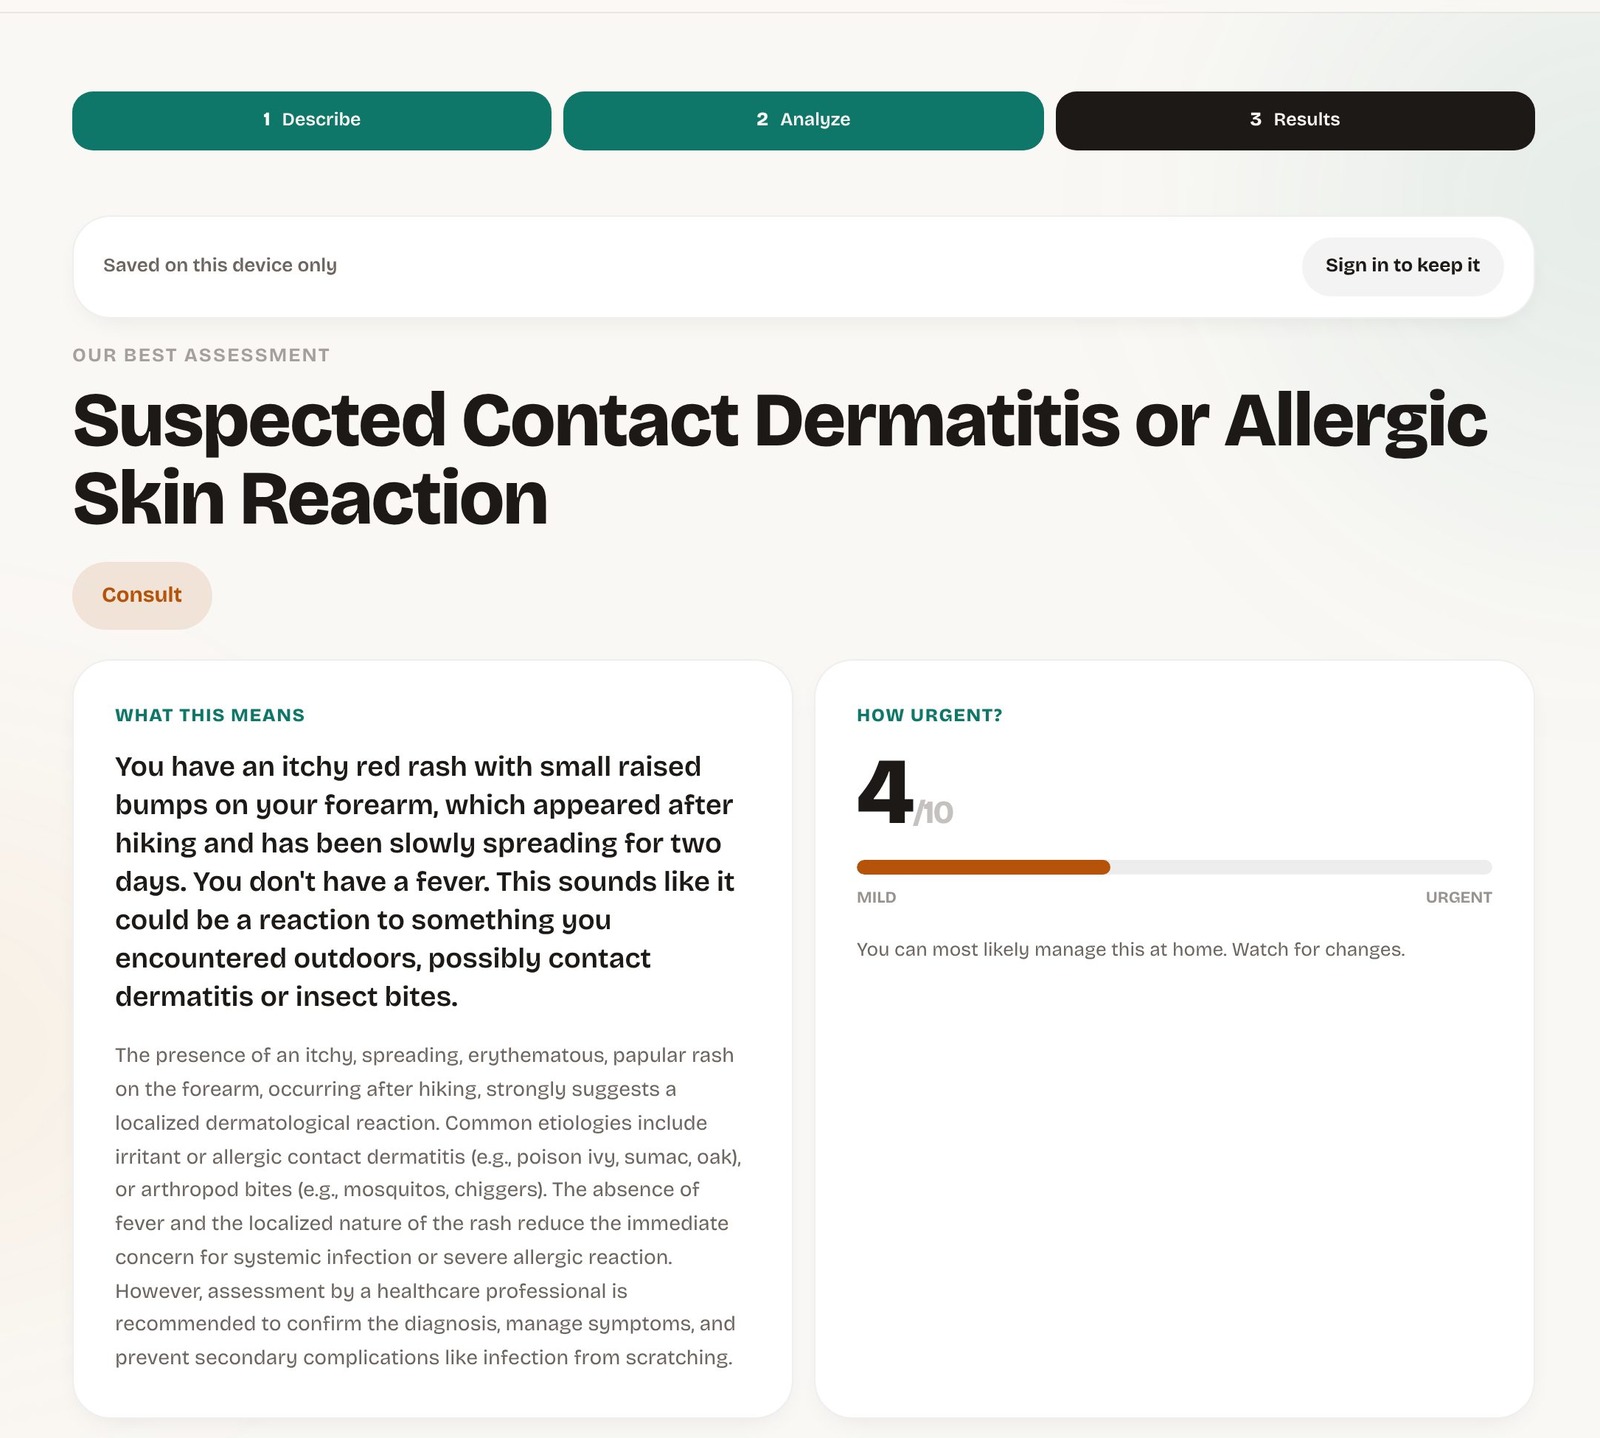 1 Describe
2 Analyze
3 Results
Saved on this device only
Sign in to keep it
OUR BEST ASSESSMENT
Suspected Contact Dermatitis or Allergic
Skin Reaction
Consult
WHAT THIS MEANS
You have an itchy red rash with small raised
bumps on your forearm, which appeared after
hiking and has been slowly spreading for two
days. You don't have a fever. This sounds like it
could be a reaction to something you
encountered outdoors, possibly contact
dermatitis or insect bites.
The presence of an itchy, spreading, erythematous, papular rash
on the forearm, occurring after hiking, strongly suggests a
localized dermatological reaction. Common etiologies include
irritant or allergic contact dermatitis (e.g., poison ivy, sumac, oak),
or arthropod bites (e.g., mosquitos, chiggers). The absence of
fever and the localized nature of the rash reduce the immediate
concern for systemic infection or severe allergic reaction.
However, assessment by a healthcare professional is
recommended to confirm the diagnosis, manage symptoms, and
prevent secondary complications like infection from scratching.
HOW URGENT?
4/10
MILD
URGENT
You can most likely manage this at home. Watch for changes.